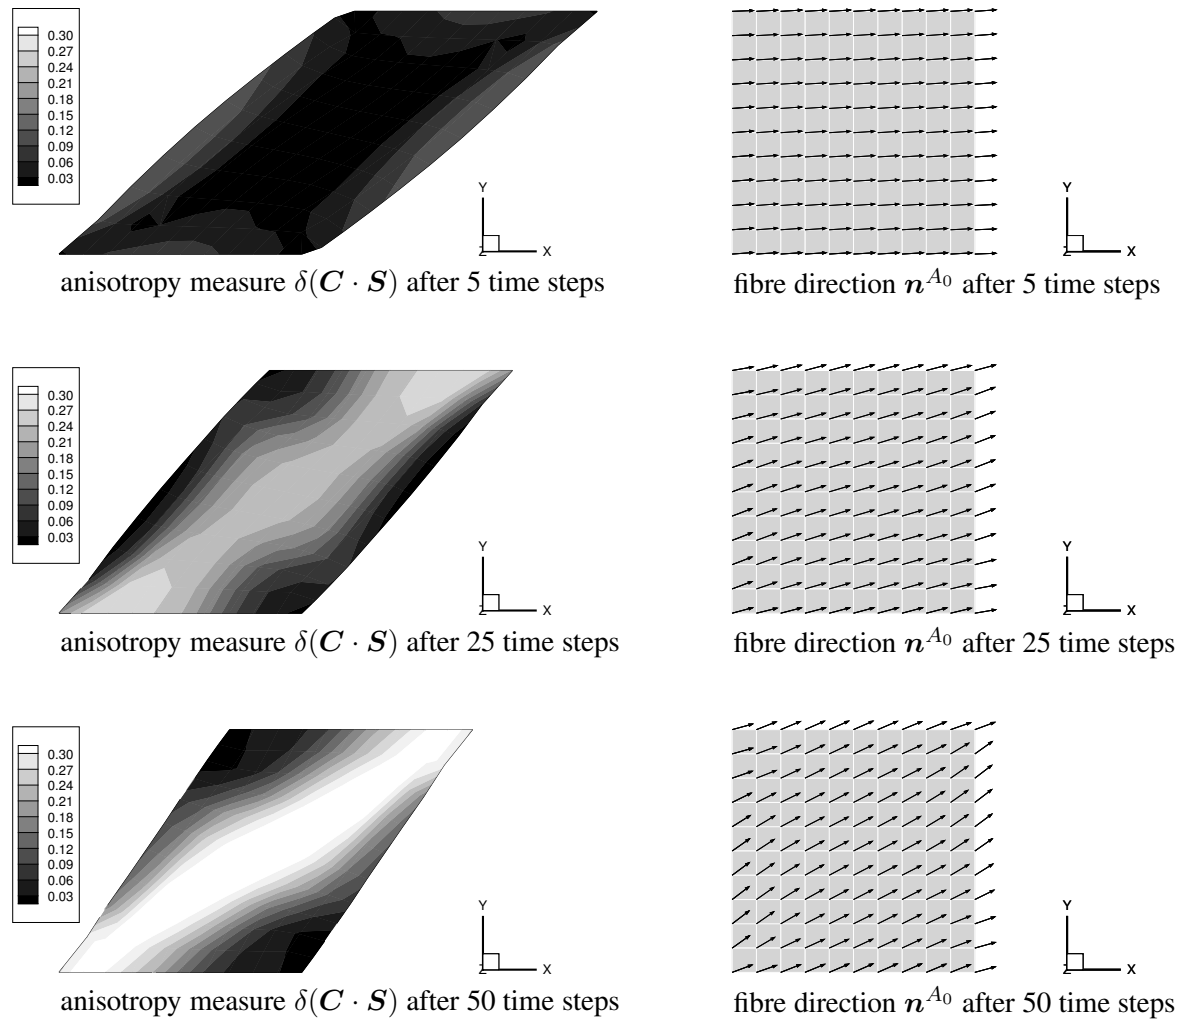 0.30
0.27
0.24
0.21
0.18
0.15
0.12
0.09
0.06
0.03
Y
Z
X
Y
Z
X
anisotropy measure δ(C · S) after 5 time steps
fibre direction n^{A_0} after 5 time steps
0.30
0.27
0.24
0.21
0.18
0.15
0.12
0.09
0.06
0.03
Y
Z
X
Y
Z
X
anisotropy measure δ(C · S) after 25 time steps
fibre direction n^{A_0} after 25 time steps
0.30
0.27
0.24
0.21
0.18
0.15
0.12
0.09
0.06
0.03
Y
Z
X
Y
Z
X
anisotropy measure δ(C · S) after 50 time steps
fibre direction n^{A_0} after 50 time steps